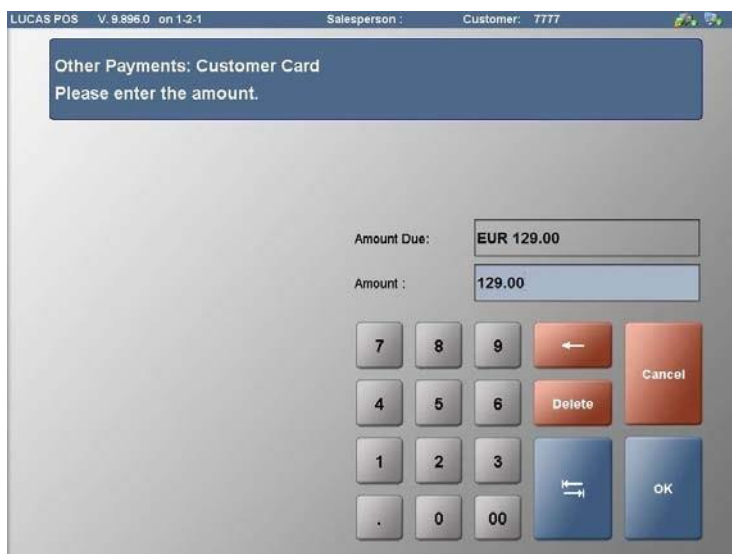 LUCAS POS V. 9.896.0 on 1-2-1 Salesperson : Customer: 7777
Other Payments: Customer Card
Please enter the amount.
Amount Due: EUR 129.00
Amount : 129.00
7 8 9 ←
Cancel
4 5 6 Delete
1 2 3
OK
. 0 00